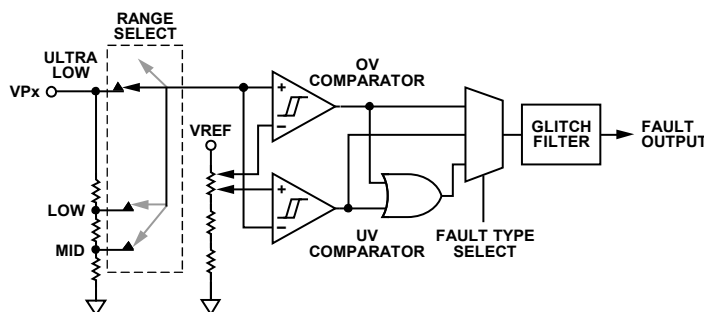 RANGE
SELECT
ULTRA
LOW
VPx
OV
COMPARATOR
+
−
VREF
GLITCH
FILTER
FAULT
OUTPUT
+
−
LOW
MID
UV
COMPARATOR
FAULT TYPE
SELECT